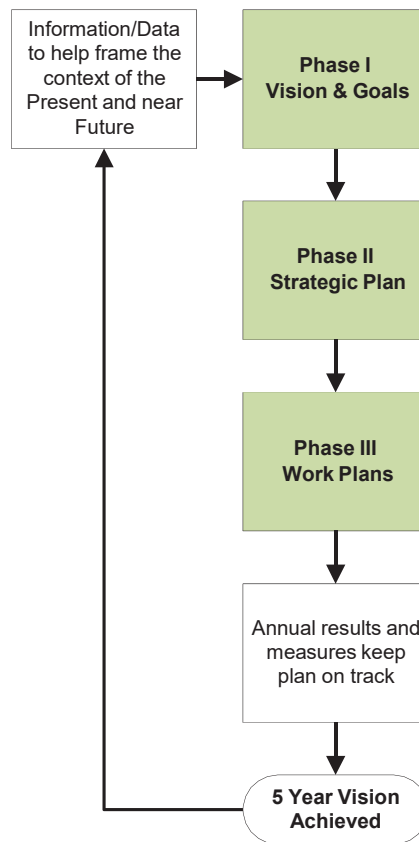 Information/Data
to help frame the
context of the
Present and near
Future
Phase I
Vision & Goals
Phase II
Strategic Plan
Phase III
Work Plans
Annual results and
measures keep
plan on track
5 Year Vision
Achieved